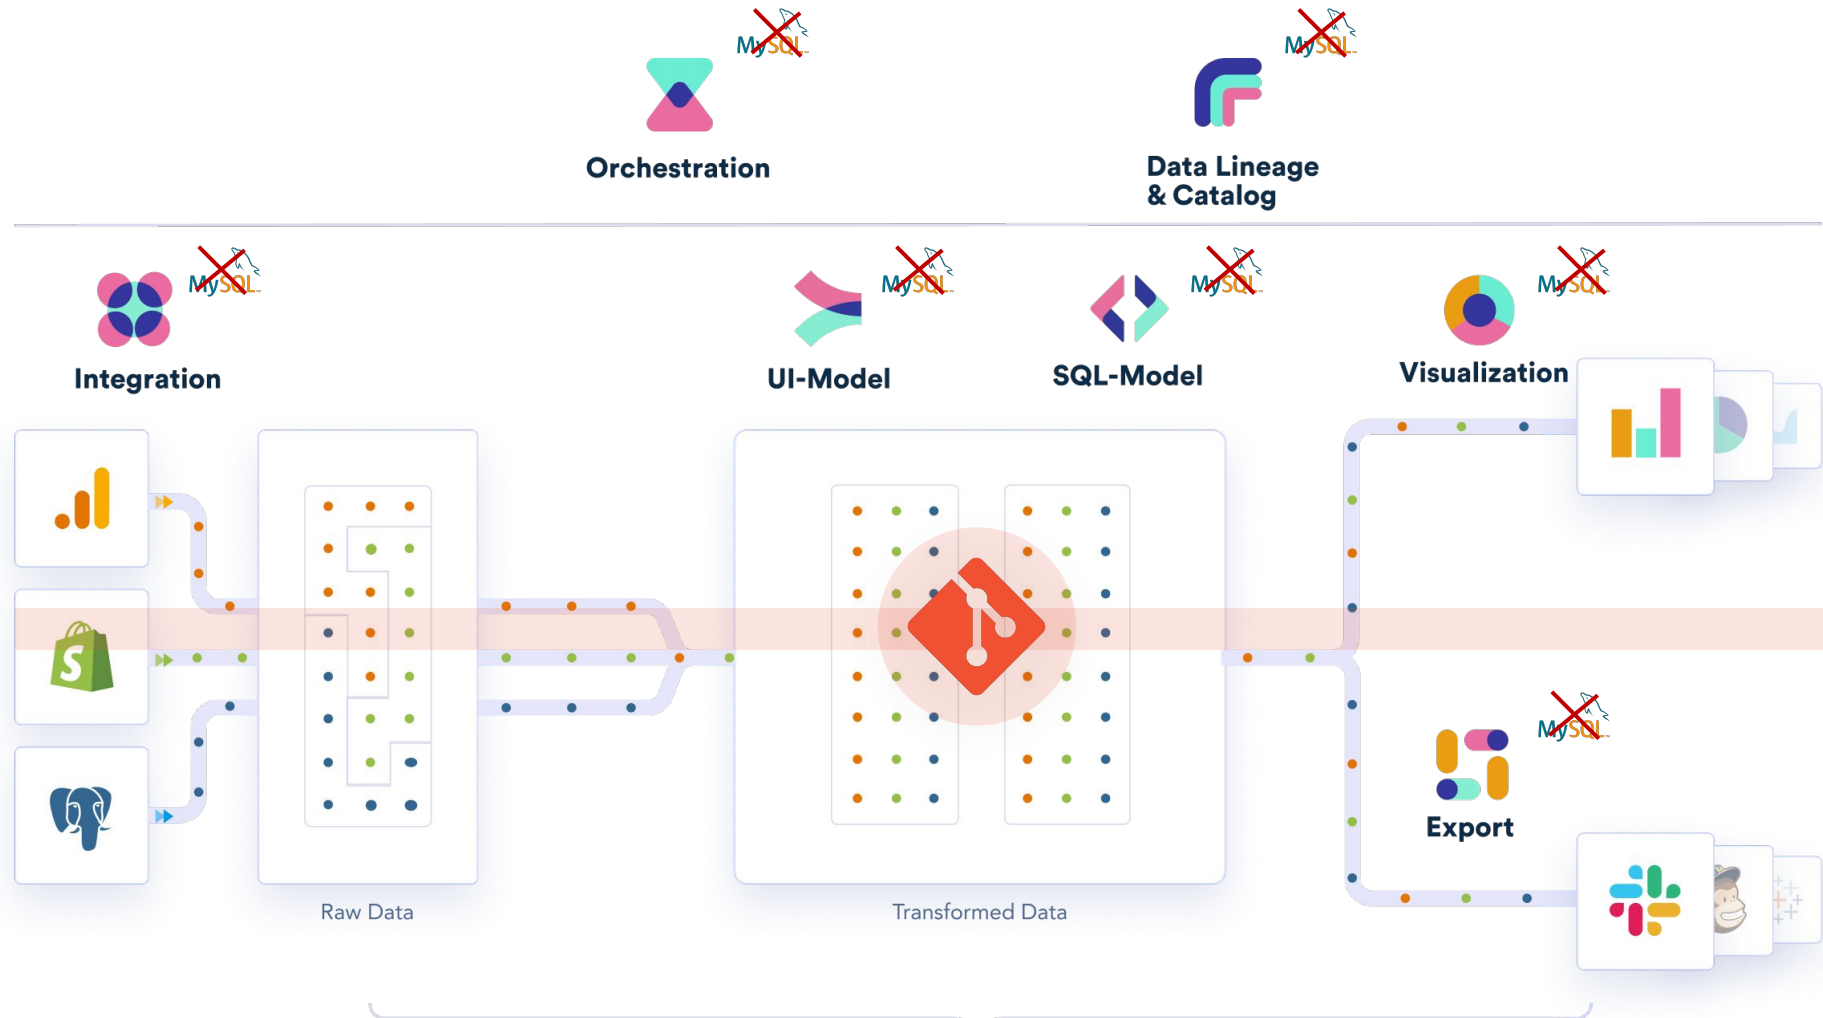 MySQL
MySQL
Orchestration
Data Lineage
& Catalog
MySQL
MySQL
MySQL
MySQL
Integration
UI-Model
SQL-Model
Visualization
S
MySQL
Export
Raw Data
Transformed Data